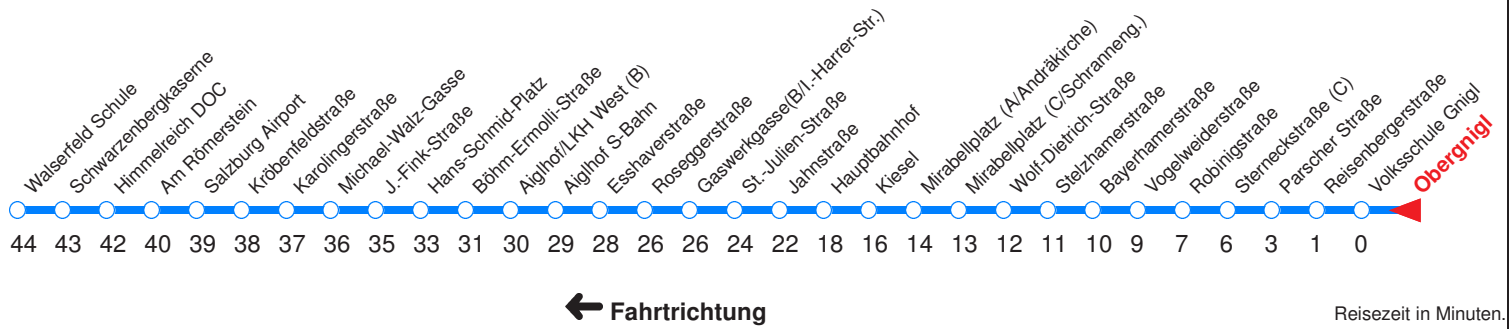 Walserfeld Schule
Schwarzenbergkaserne
Himmelreich DOC
Am Römerstein
Salzburg Airport
Kröbenfeldstraße
Karolingerstraße
Michael-Walz-Gasse
J.-Fink-Straße
Hans-Schmid-Platz
Böhm-Ermolli-Straße
Aiglhof/LKH West (B)
Aiglhof S-Bahn
Esshaverstraße
Roseggerstraße
Gaswerkgasse(B/I.-Harrer-Str.)
St.-Julien-Straße
Jahnstraße
Hauptbahnhof
Kiesel
Mirabellplatz (A/Andräkirche)
Mirabellplatz (C/Schranneng.)
Wolf-Dietrich-Straße
Stelzhamerstraße
Bayerhamerstraße
Vogelweiderstraße
Robinigstraße
Sterneckstraße (C)
Parscher Straße
Reisenbergerstraße
Volksschule Gnigl
Obergnigl
44 43 42 40 39 38 37 36 35 33 31 30 29 28 26 26 24 22 18 16 14 13 12 11 10 9 7 6 3 1 0
Fahrtrichtung
Reisezeit in Minuten.